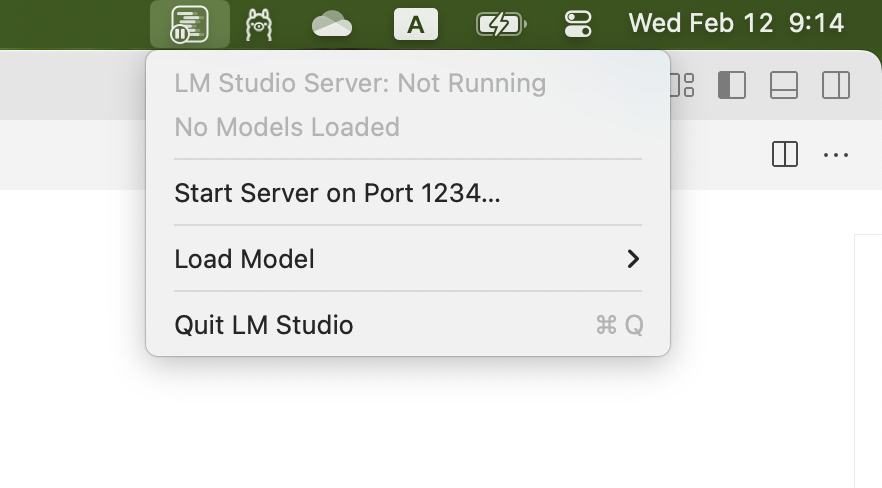 A
Wed Feb 12 9:14
LM Studio Server: Not Running
No Models Loaded
Start Server on Port 1234...
Load Model
Quit LM Studio ⌘ Q